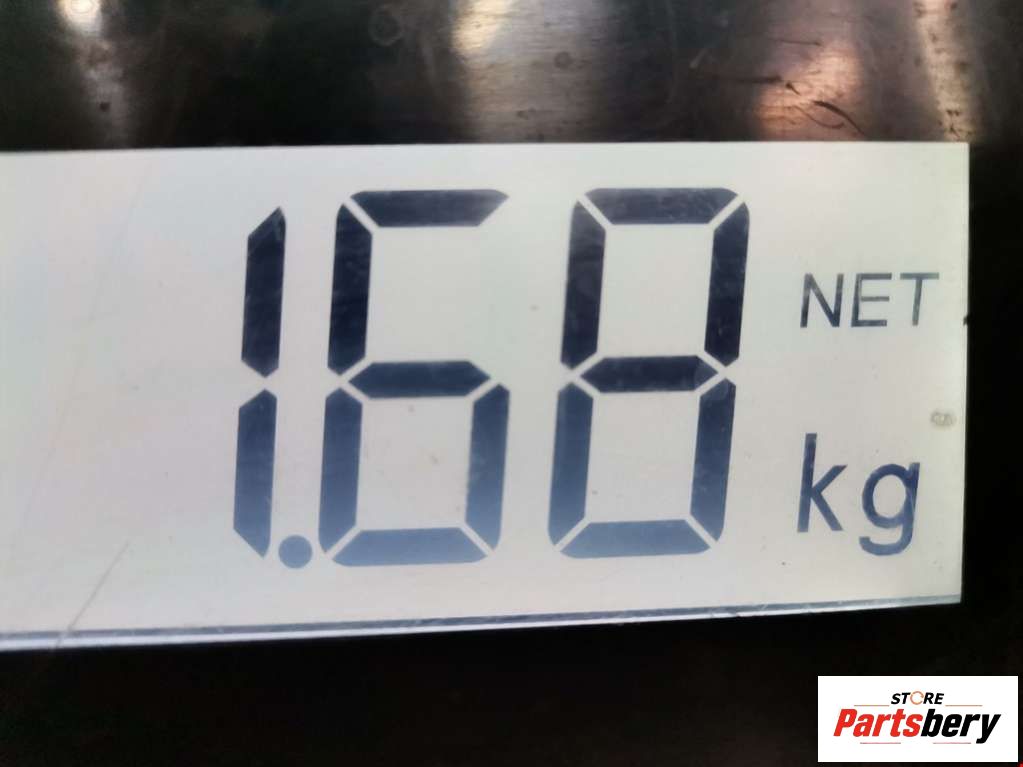 1.68 NET
kg
STORE
Partsbery